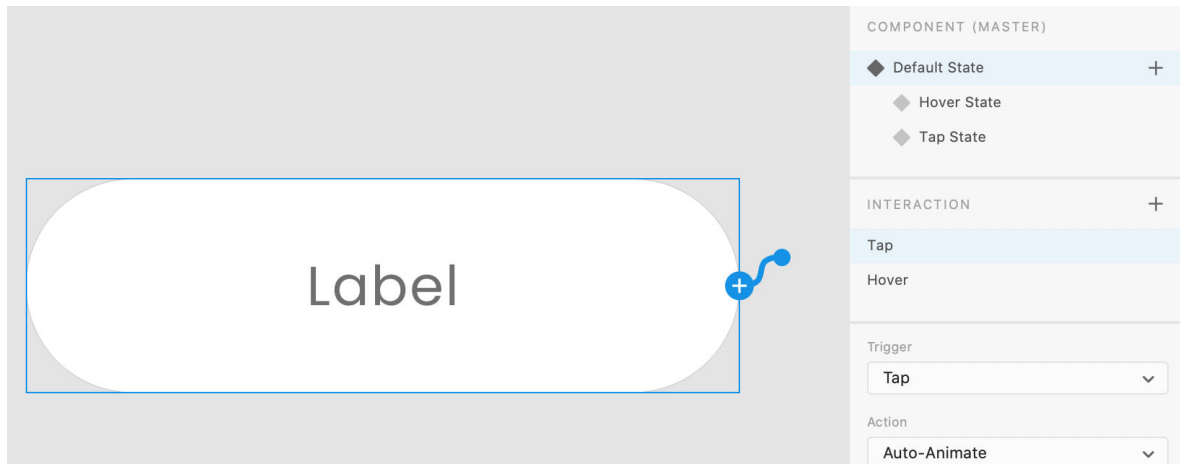 COMPONENT (MASTER)
Default State
Hover State
Tap State
INTERACTION
Tap
Hover
Label
Trigger
Tap
Action
Auto-Animate